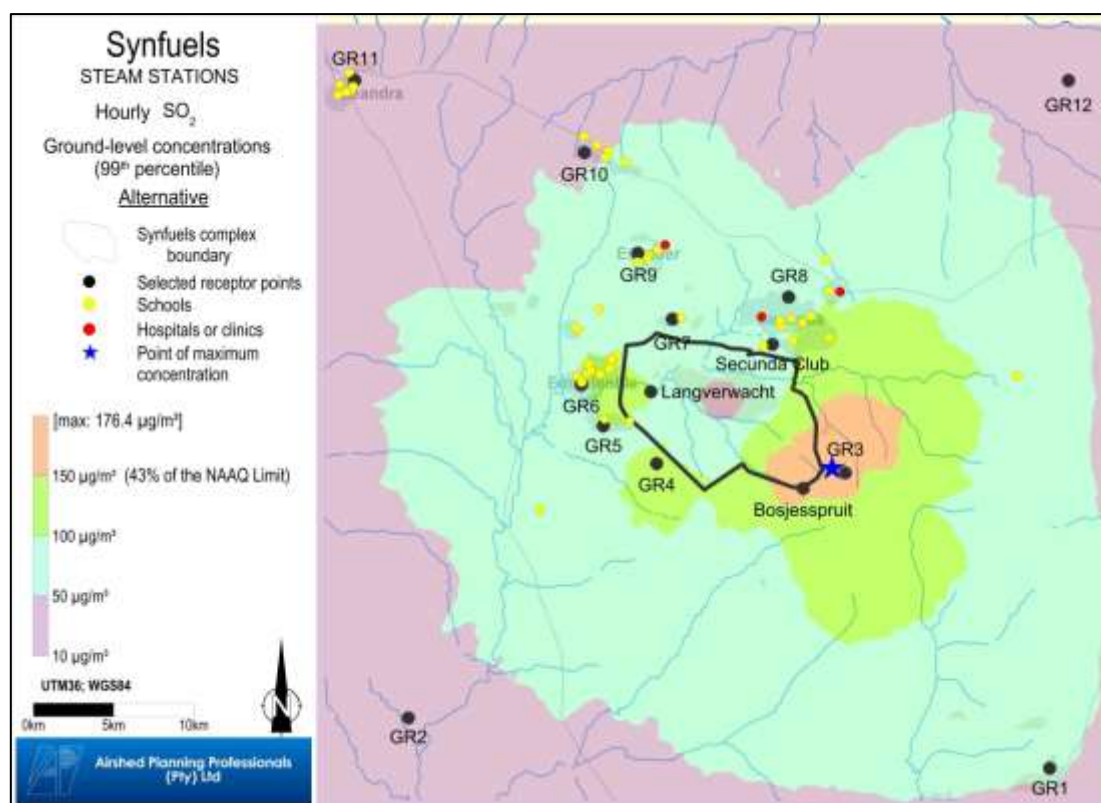 Synfuels
STEAM STATIONS
Hourly SO₂
Ground-level concentrations
(99th percentile)
Alternative
Synfuels complex
boundary
Selected receptor points
Schools
Hospitals or clinics
Point of maximum
concentration
[max: 176.4 µg/m³]
150 µg/m³ (43% of the NAAQ Limit)
100 µg/m³
50 µg/m³
10 µg/m³
UTM36; WGS84
N
0km 5km 10km
Airshed Planning Professionals
(Pty) Ltd
GR11
GR12
GR10
GR9
GR8
GR7
Secunda Club
Langverwacht
GR6
GR5
GR4
GR3
Bosjesspruit
GR2
GR1